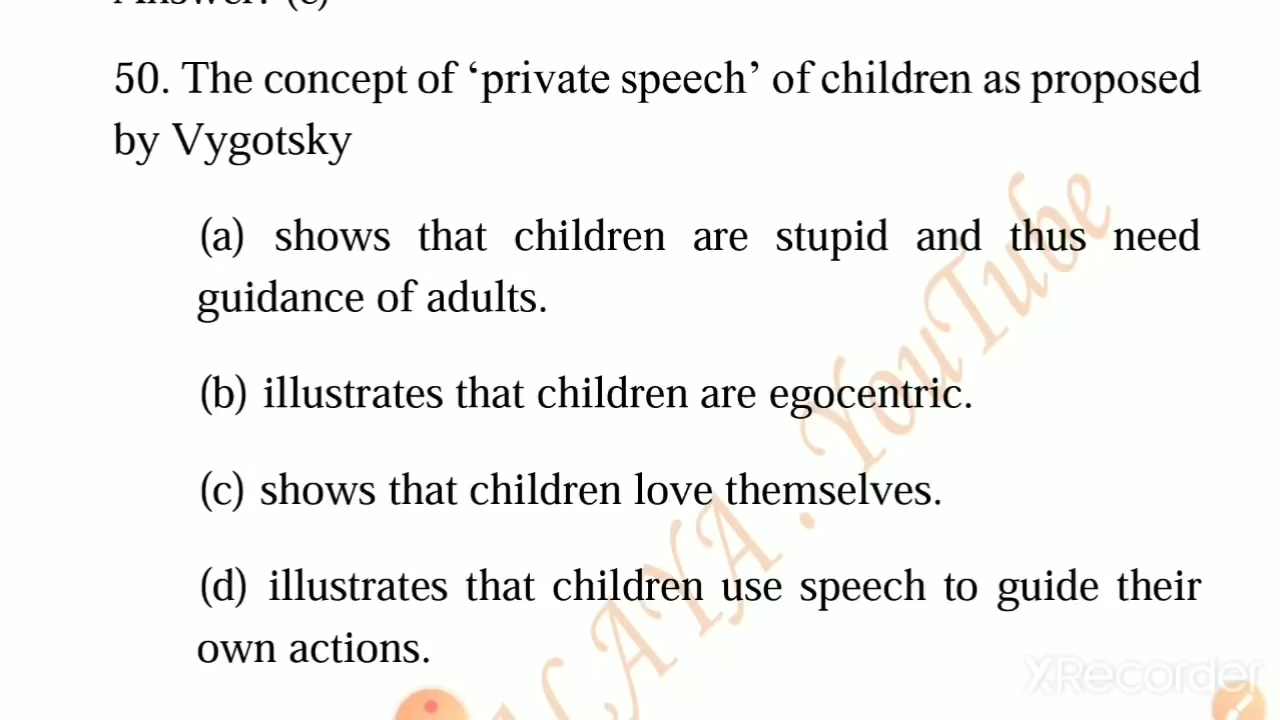 50. The concept of ‘private speech’ of children as proposed
by Vygotsky
(a) shows that children are stupid and thus need
guidance of adults.
(b) illustrates that children are egocentric.
(c) shows that children love themselves.
(d) illustrates that children use speech to guide their
own actions.
ALAYA . YouTube
XRecorder